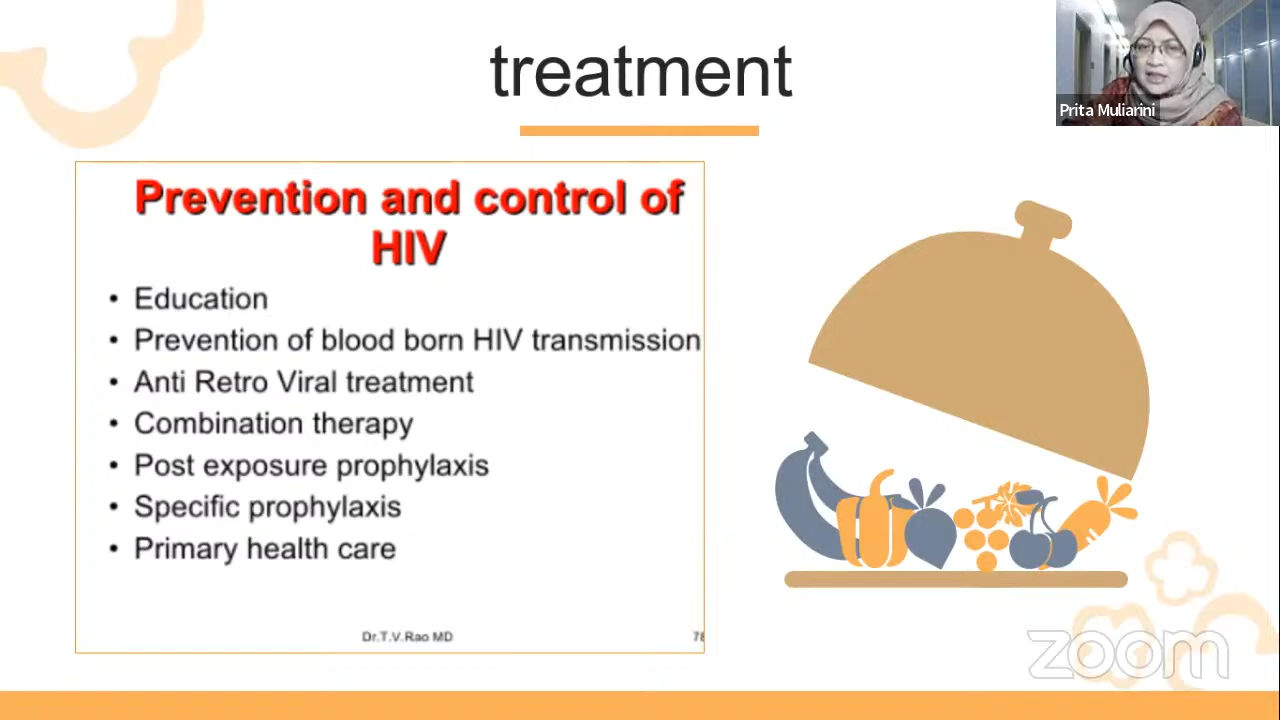 treatment
Prita Muliarini
Prevention and control of
HIV
• Education
• Prevention of blood born HIV transmission
• Anti Retro Viral treatment
• Combination therapy
• Post exposure prophylaxis
• Specific prophylaxis
• Primary health care
Dr.T.V.Rao MD
78
zoom